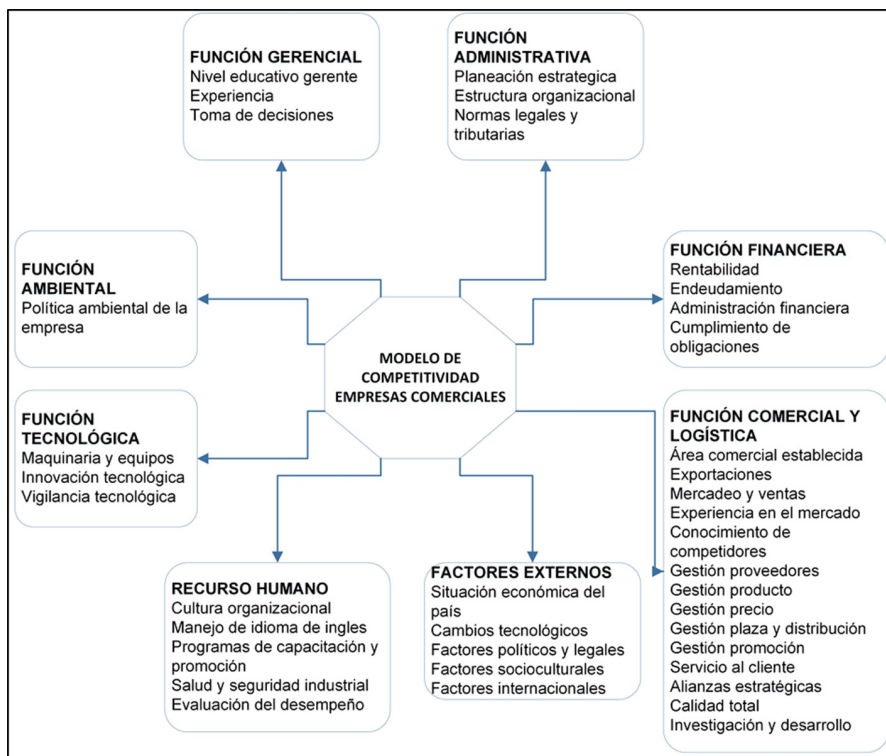 FUNCIÓN GERENCIAL
Nivel educativo gerente
Experiencia
Toma de decisiones
FUNCIÓN
ADMINISTRATIVA
Planeación estrategica
Estructura organizacional
Normas legales y
tributarias
FUNCIÓN
AMBIENTAL
Política ambiental de la
empresa
FUNCIÓN FINANCIERA
Rentabilidad
Endeudamiento
Administración financiera
Cumplimiento de
obligaciones
MODELO DE
COMPETITIVIDAD
EMPRESAS COMERCIALES
FUNCIÓN
TECNOLÓGICA
Maquinaria y equipos
Innovación tecnológica
Vigilancia tecnológica
FUNCIÓN COMERCIAL Y
LOGÍSTICA
Área comercial establecida
Exportaciones
Mercadeo y ventas
Experiencia en el mercado
Conocimiento de
competidores
Gestión proveedores
Gestión producto
Gestión precio
Gestión plaza y distribución
Gestión promoción
Servicio al cliente
Alianzas estratégicas
Calidad total
Investigación y desarrollo
RECURSO HUMANO
Cultura organizacional
Manejo de idioma de ingles
Programas de capacitación y
promoción
Salud y seguridad industrial
Evaluación del desempeño
FACTORES EXTERNOS
Situación económica del
país
Cambios tecnológicos
Factores políticos y legales
Factores socioculturales
Factores internacionales